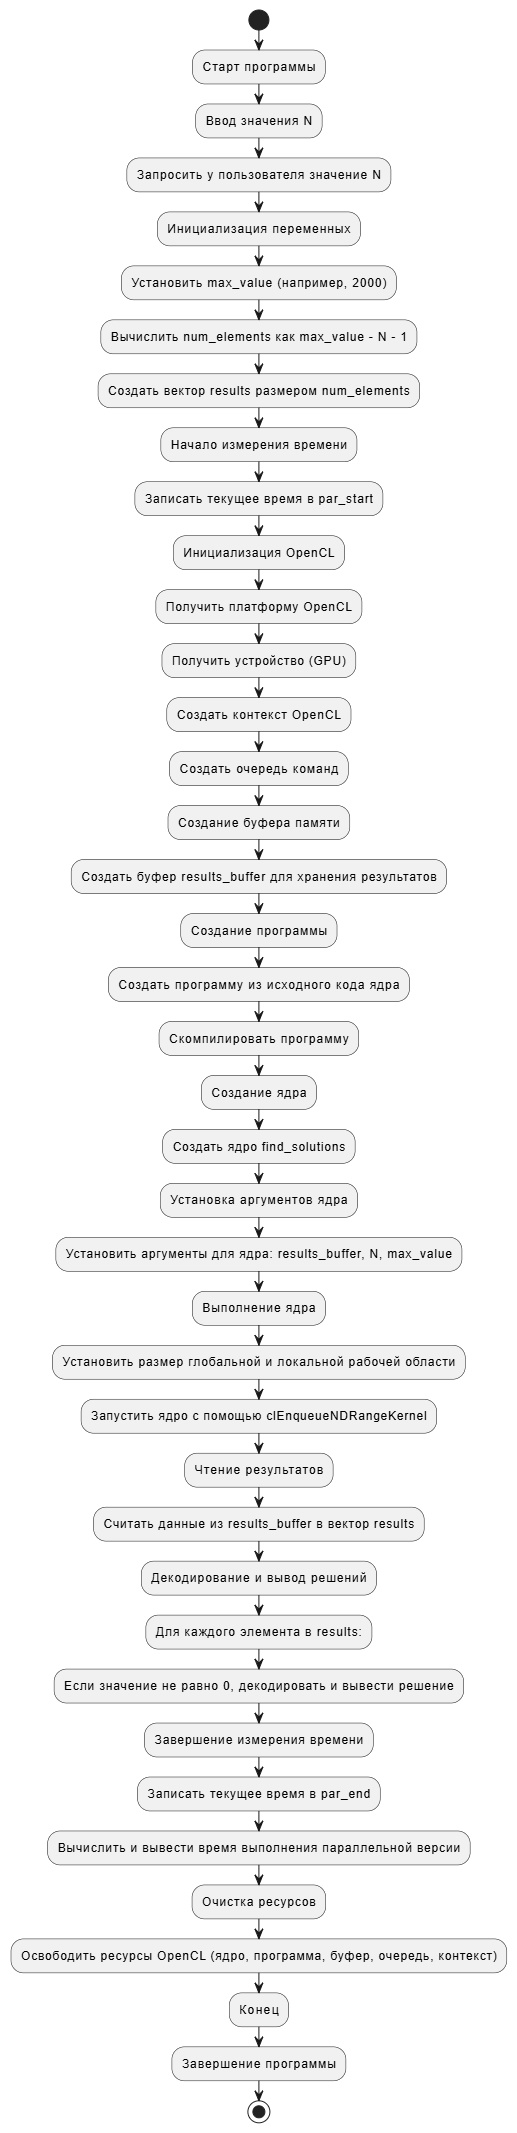 Старт программы
Ввод значения N
Запросить у пользователя значение N
Инициализация переменных
Установить max_value (например, 2000)
Вычислить num_elements как max_value - N - 1
Создать вектор results размером num_elements
Начало измерения времени
Записать текущее время в par_start
Инициализация OpenCL
Получить платформу OpenCL
Получить устройство (GPU)
Создать контекст OpenCL
Создать очередь команд
Создание буфера памяти
Создать буфер results_buffer для хранения результатов
Создание программы
Создать программу из исходного кода ядра
Скомпилировать программу
Создание ядра
Создать ядро find_solutions
Установка аргументов ядра
Установить аргументы для ядра: results_buffer, N, max_value
Выполнение ядра
Установить размер глобальной и локальной рабочей области
Запустить ядро с помощью clEnqueueNDRangeKernel
Чтение результатов
Считать данные из results_buffer в вектор results
Декодирование и вывод решений
Для каждого элемента в results:
Если значение не равно 0, декодировать и вывести решение
Завершение измерения времени
Записать текущее время в par_end
Вычислить и вывести время выполнения параллельной версии
Очистка ресурсов
Освободить ресурсы OpenCL (ядро, программа, буфер, очередь, контекст)
Конец
Завершение программы